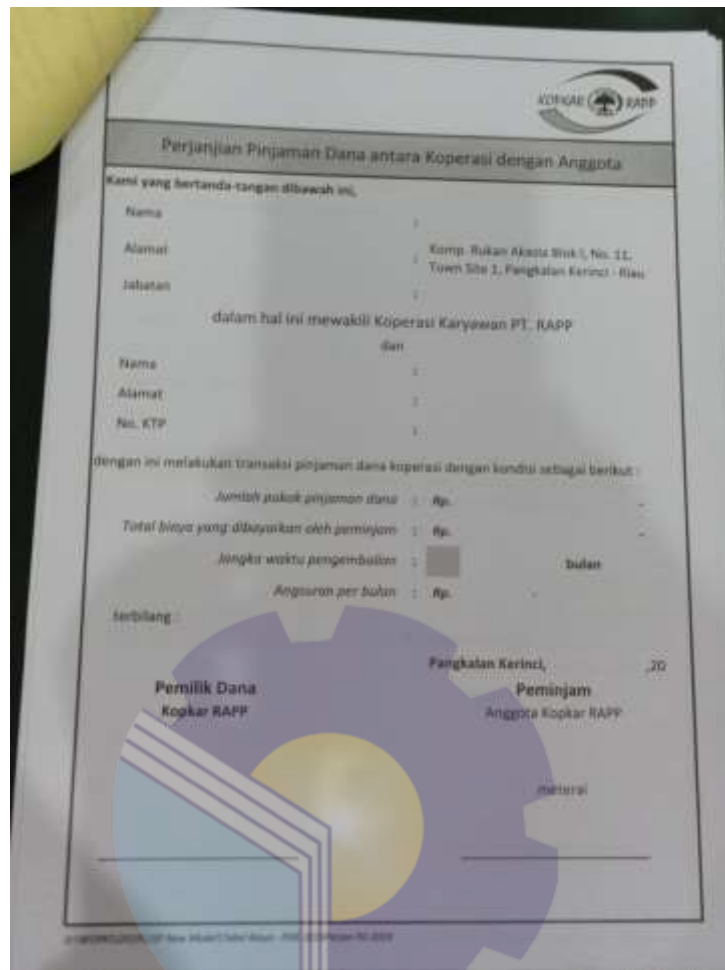 KOPKAR RAPP
Perjanjian Pinjaman Dana antara Koperasi dengan Anggota
Kami yang bertanda-tangan dibawah ini,
Nama :
Alamat : Komp. Rukan Akasia Blok I, No. 11,
Town Site 1, Pangkalan Kerinci - Riau
Jabatan :
dalam hal ini mewakili Koperasi Karyawan PT. RAPP
dan
Nama :
Alamat :
No. KTP :
dengan ini melakukan transaksi pinjaman dana koperasi dengan kondisi sebagai berikut :
Jumlah pokok pinjaman dana : Rp. -
Total biaya yang dibayarkan oleh peminjam : Rp. -
Jangka waktu pengembalian : bulan
Angsuran per bulan : Rp. -
terbilang :
Pangkalan Kerinci, ,20
Pemilik Dana Peminjam
Kopkar RAPP Anggota Kopkar RAPP
meterai